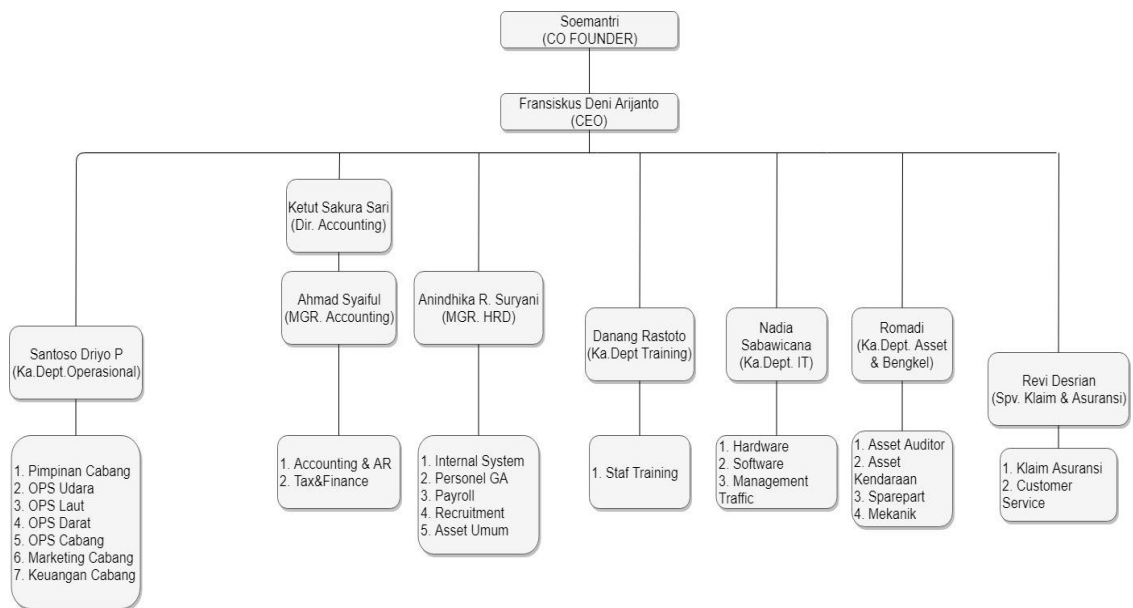 Soemantri
(CO FOUNDER)
Fransiskus Deni Arijanto
(CEO)
Ketut Sakura Sari
(Dir. Accounting)
Ahmad Syaiful
(MGR. Accounting)
Anindhika R. Suryani
(MGR. HRD)
Santoso Driyo P
(Ka.Dept.Operasional)
Danang Rastoto
(Ka.Dept Training)
Nadia
Sabawicana
(Ka.Dept. IT)
Romadi
(Ka.Dept. Asset
& Bengkel)
Revi Desrian
(Spv. Klaim & Asuransi)
1. Pimpinan Cabang
2. OPS Udara
3. OPS Laut
4. OPS Darat
5. OPS Cabang
6. Marketing Cabang
7. Keuangan Cabang
1. Accounting & AR
2. Tax&Finance
1. Internal System
2. Personel GA
3. Payroll
4. Recruitment
5. Asset Umum
1. Staf Training
1. Hardware
2. Software
3. Management
Traffic
1. Asset Auditor
2. Asset
Kendaraan
3. Sparepart
4. Mekanik
1. Klaim Asuransi
2. Customer
Service